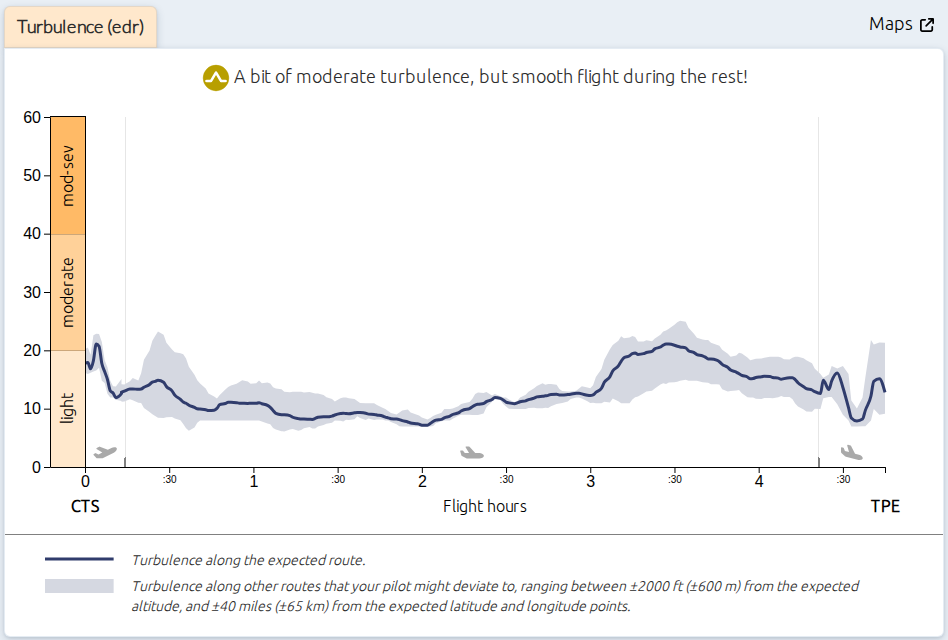 Turbulence (edr)
Maps
A bit of moderate turbulence, but smooth flight during the rest!
60
50
40
30
20
10
0
mod-sev
moderate
light
0 :30 1 :30 2 :30 3 :30 4 :30
CTS Flight hours TPE
Turbulence along the expected route.
Turbulence along other routes that your pilot might deviate to, ranging between ±2000 ft (±600 m) from the expected
altitude, and ±40 miles (±65 km) from the expected latitude and longitude points.